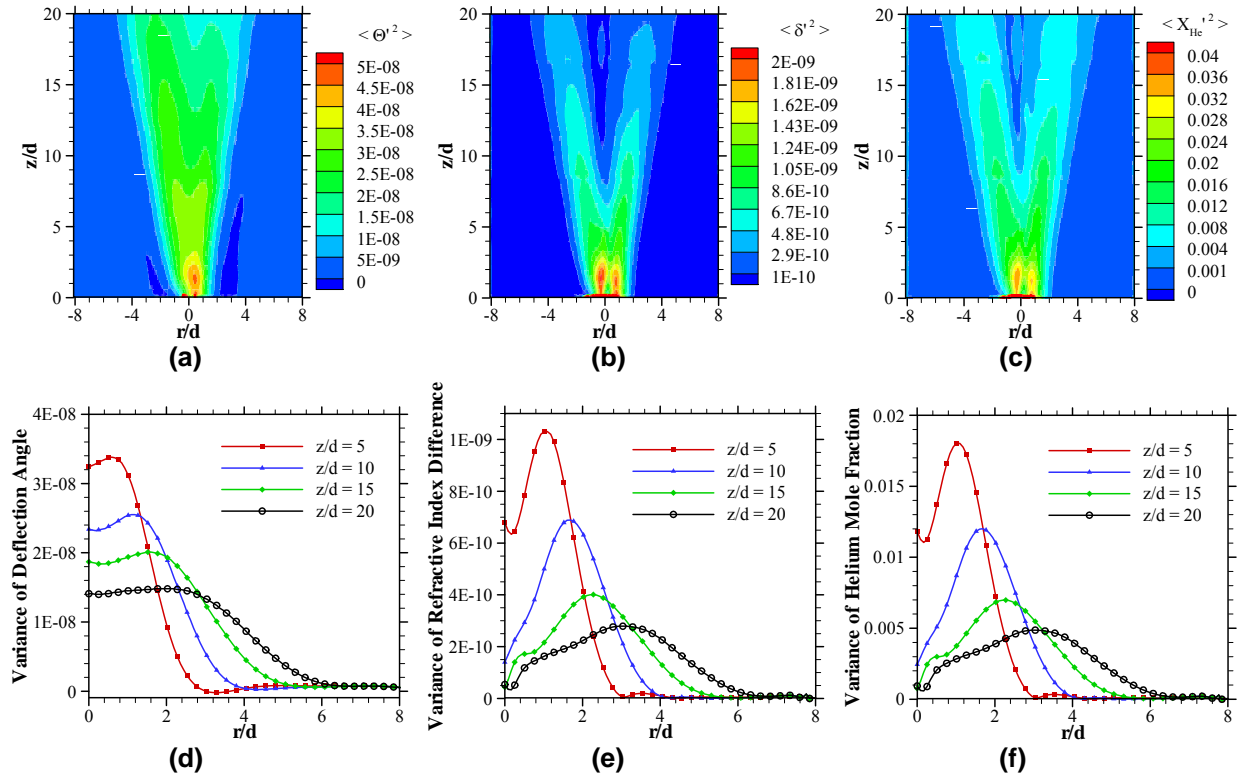 < Θ'² >
5E-08
5E-08
4E-08
3.5E-08
3E-08
2.5E-08
2E-08
1.5E-08
1E-08
5E-09
0
z/d
20
15
10
5
0
-8 -4 0 4 8
r/d
(a)
< δ'² >
2E-09
1.81E-09
1.62E-09
1.43E-09
1.24E-09
1.05E-09
8.6E-10
6.7E-10
4.8E-10
2.9E-10
1E-10
z/d
20
15
10
5
0
-8 -4 0 4 8
r/d
(b)
< X_He'² >
0.04
0.036
0.032
0.028
0.024
0.02
0.016
0.012
0.004
0.001
0
z/d
20
15
10
5
0
-8 -4 0 4 8
r/d
(c)
Variance of Deflection Angle
4E-08
3E-08
2E-08
1E-08
0
z/d = 5
z/d = 10
z/d = 15
z/d = 20
0 2 4 6 8
r/d
(d)
Variance of Refractive Index Difference
1E-09
8E-10
6E-10
4E-10
2E-10
0
z/d = 5
z/d = 10
z/d = 15
z/d = 20
0 2 4 6 8
r/d
(e)
Variance of Helium Mole Fraction
0.02
0.015
0.01
0.005
0
z/d = 5
z/d = 10
z/d = 15
z/d = 20
0 2 4 6 8
r/d
(f)